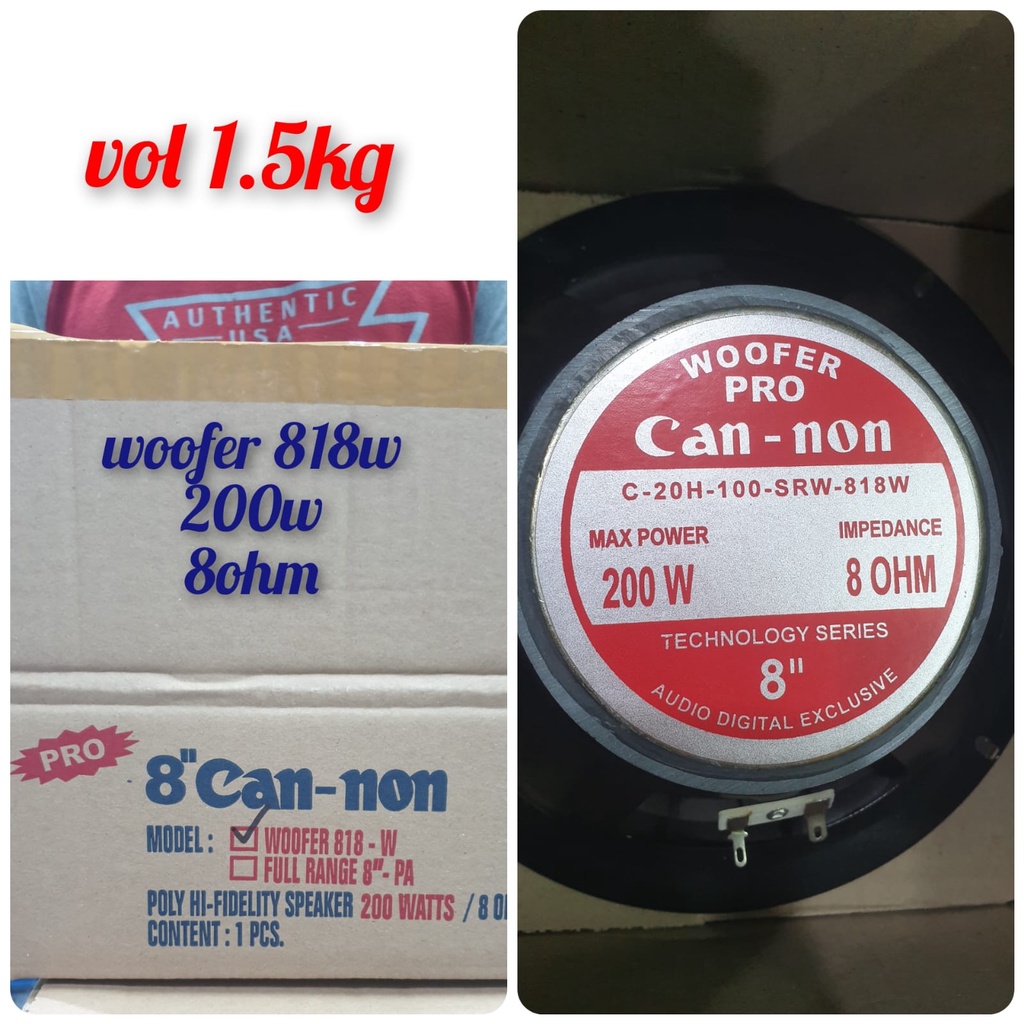 vol 1.5kg
AUTHENTIC
USA
woofer 818w
200w
8ohm
PRO
8" Can-non
MODEL : WOOFER 818 - W
FULL RANGE 8" - PA
POLY HI-FIDELITY SPEAKER 200 WATTS / 8 O
CONTENT : 1 PCS.
WOOFER
PRO
Can-non
C-20H-100-SRW-818W
MAX POWER
IMPEDANCE
200 W
8 OHM
TECHNOLOGY SERIES
8"
AUDIO DIGITAL EXCLUSIVE